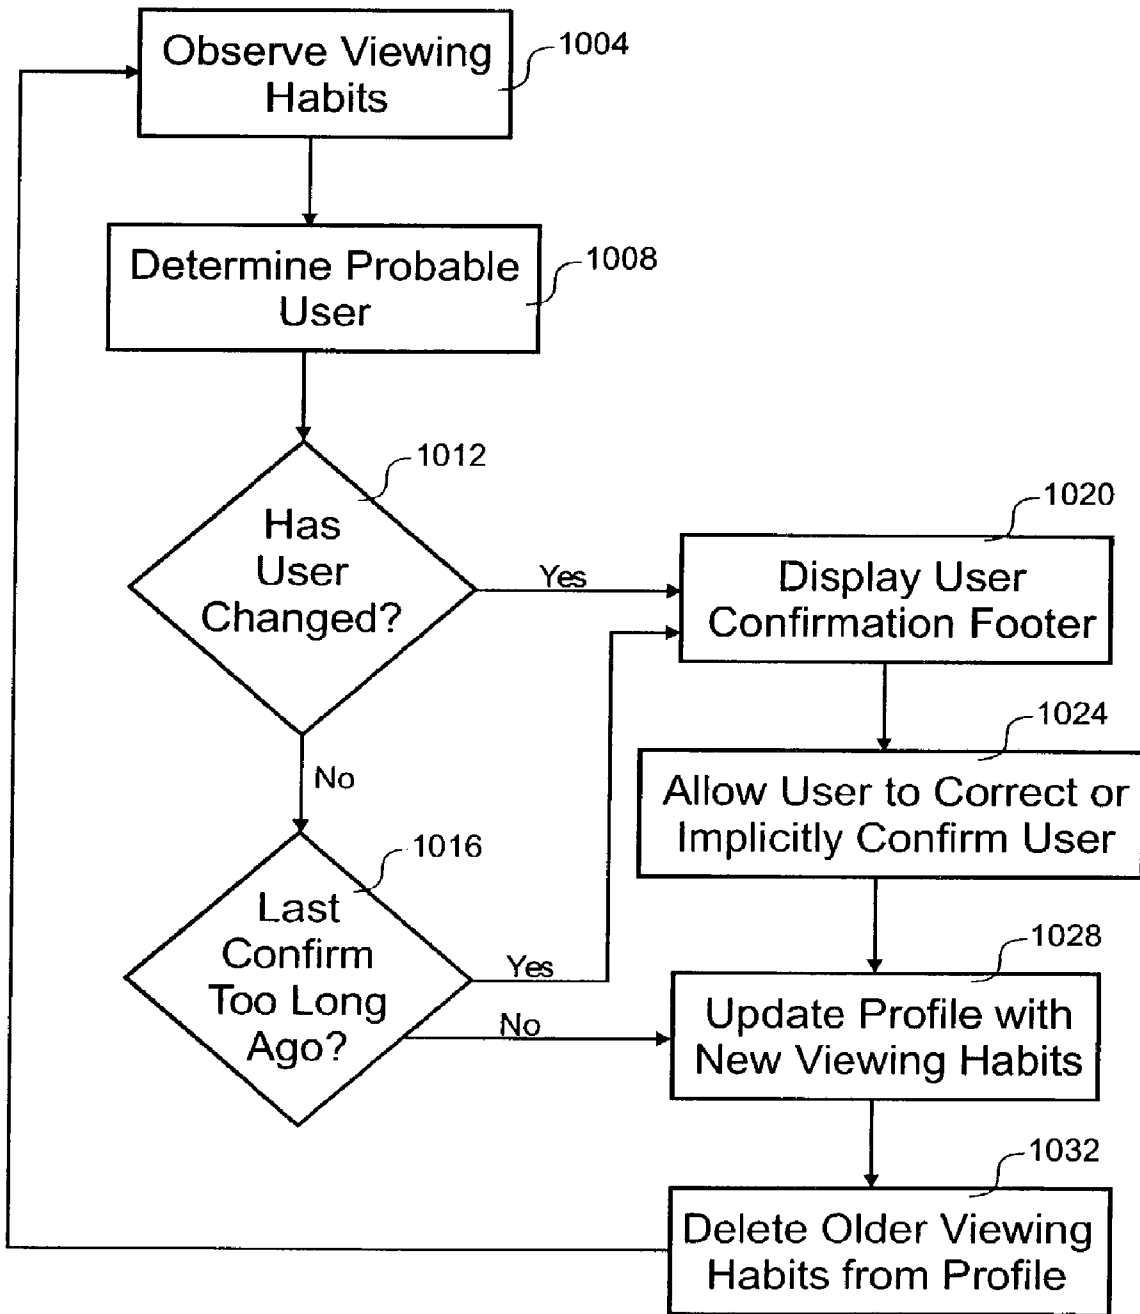 Observe Viewing
Habits
1004
Determine Probable
User
1008
1012
Has
User
Changed?
Yes
No
1020
Display User
Confirmation Footer
1024
Allow User to Correct or
Implicitly Confirm User
1016
Last
Confirm
Too Long
Ago?
Yes
No
1028
Update Profile with
New Viewing Habits
1032
Delete Older Viewing
Habits from Profile